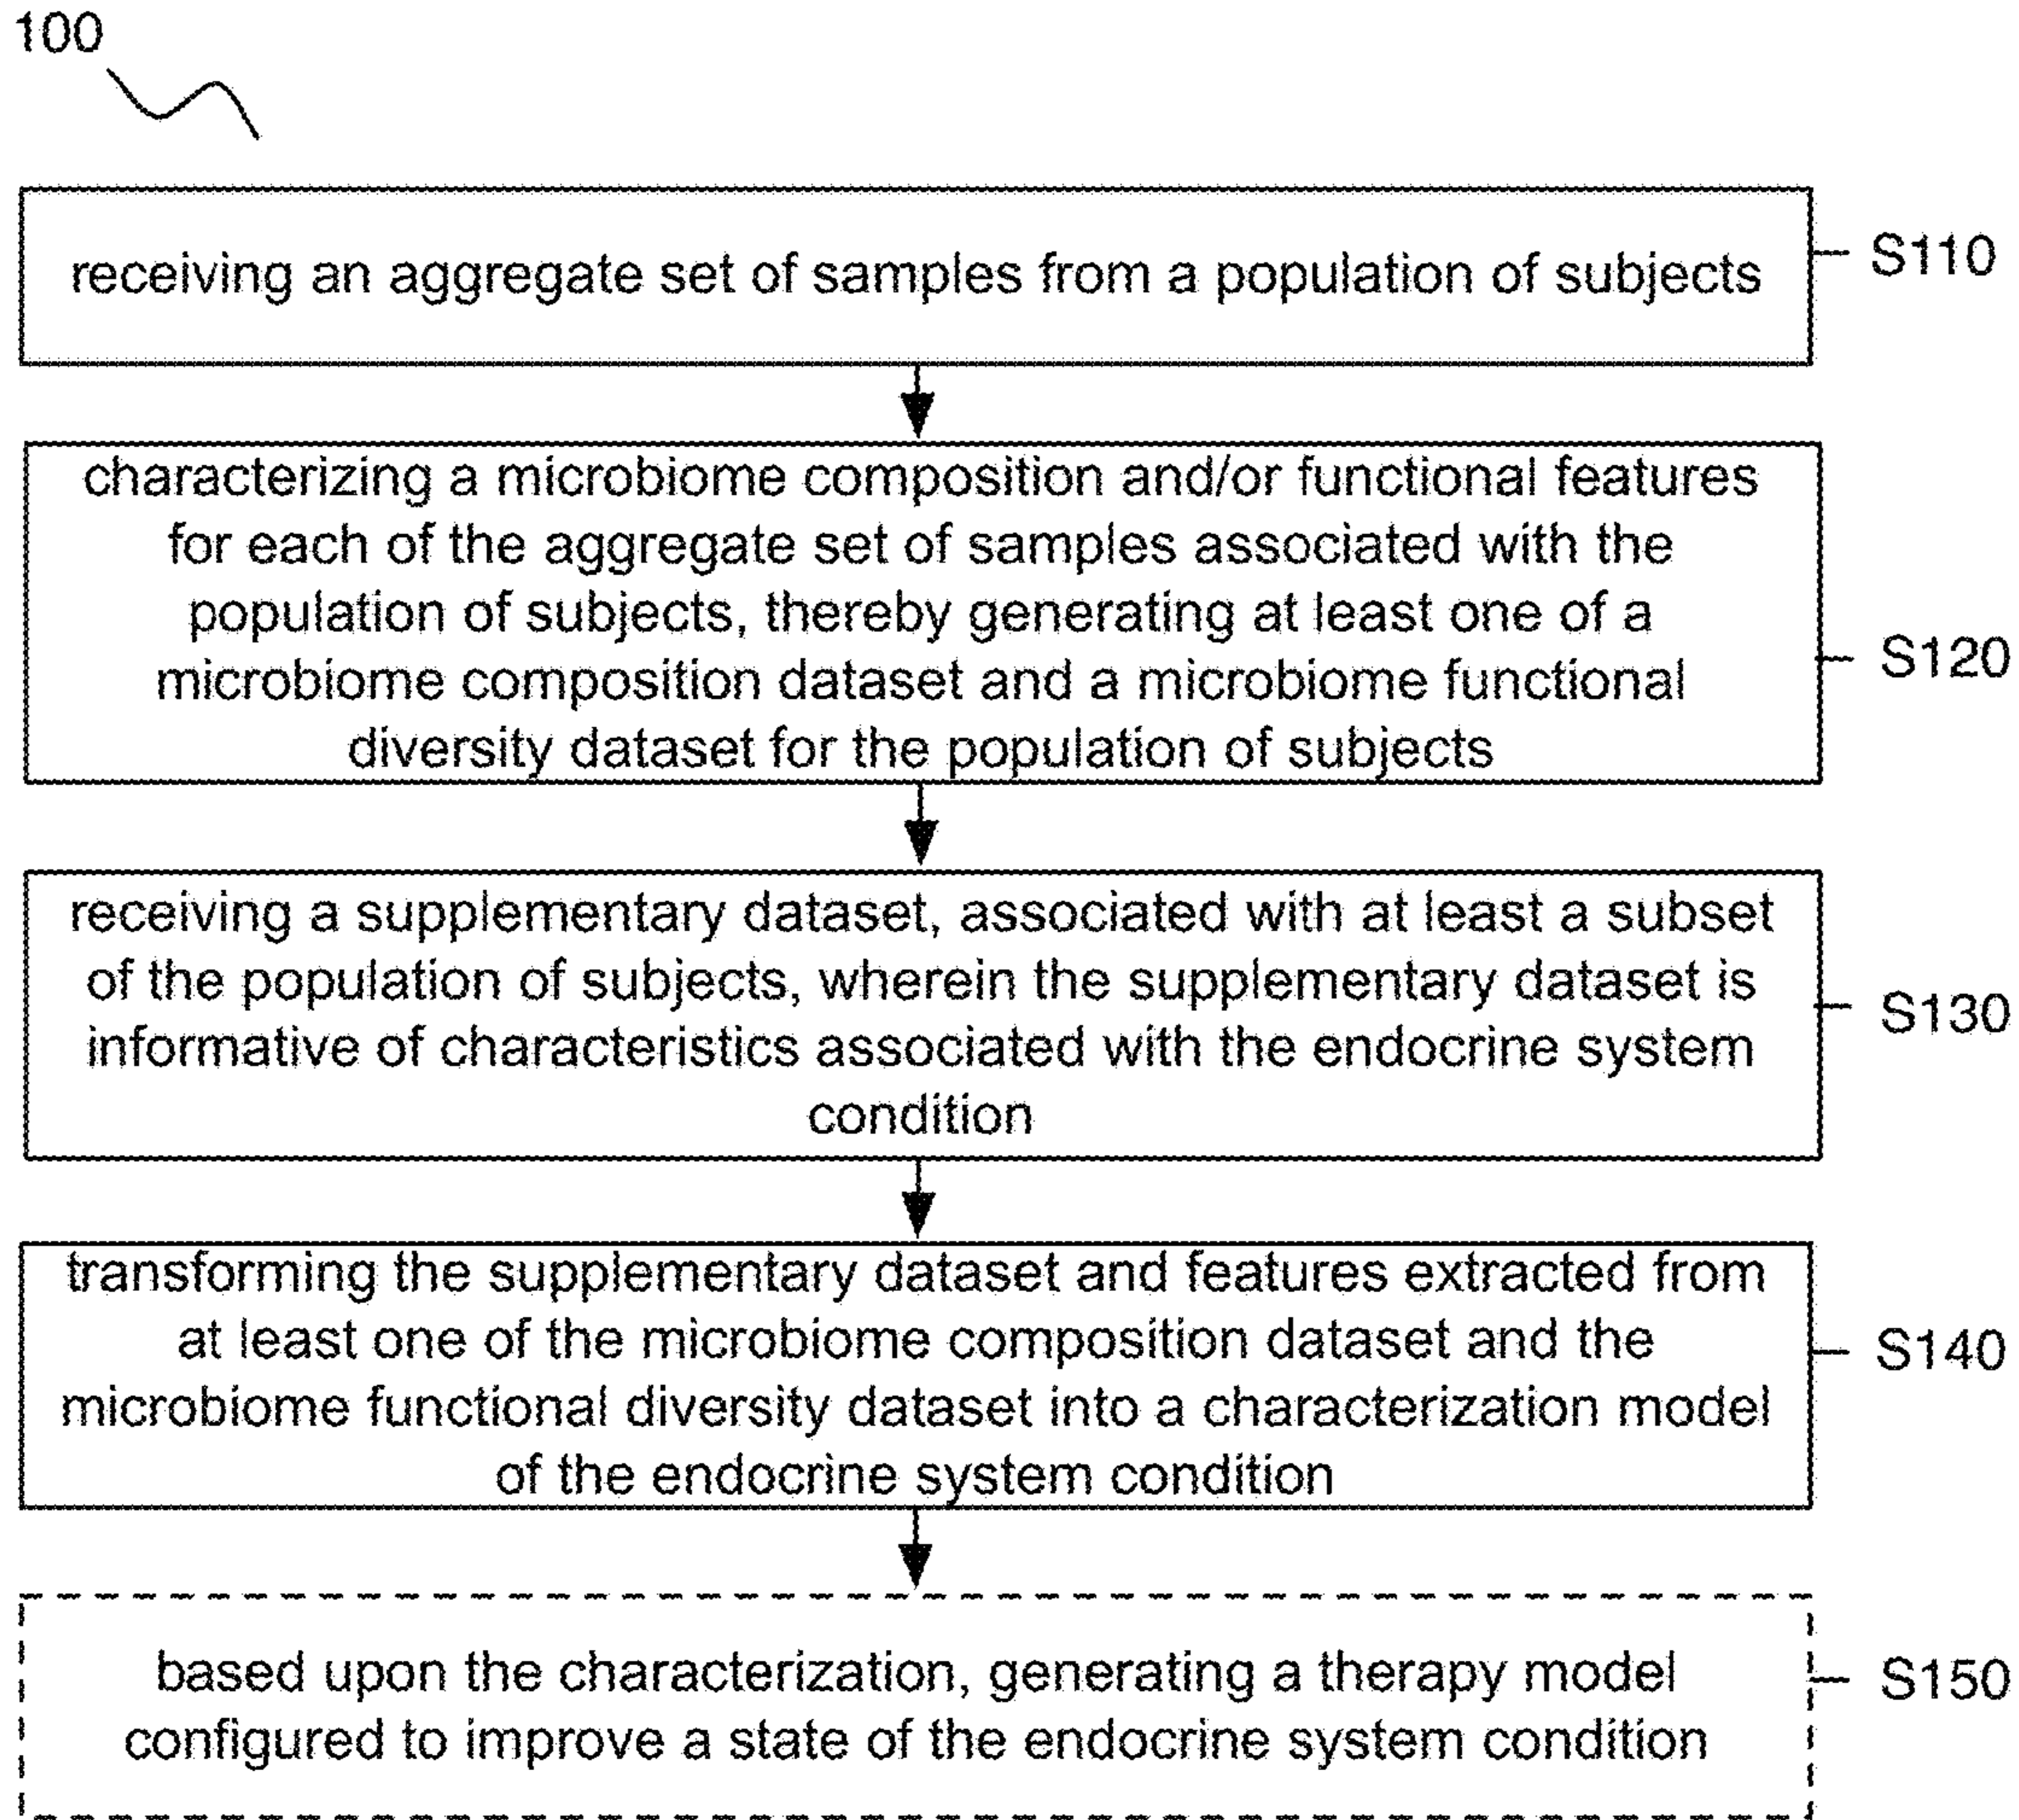 100
receiving an aggregate set of samples from a population of subjects
S110
characterizing a microbiome composition and/or functional features
for each of the aggregate set of samples associated with the
population of subjects, thereby generating at least one of a
microbiome composition dataset and a microbiome functional
diversity dataset for the population of subjects
S120
receiving a supplementary dataset, associated with at least a subset
of the population of subjects, wherein the supplementary dataset is
informative of characteristics associated with the endocrine system
condition
S130
transforming the supplementary dataset and features extracted from
at least one of the microbiome composition dataset and the
microbiome functional diversity dataset into a characterization model
of the endocrine system condition
S140
based upon the characterization, generating a therapy model
configured to improve a state of the endocrine system condition
S150